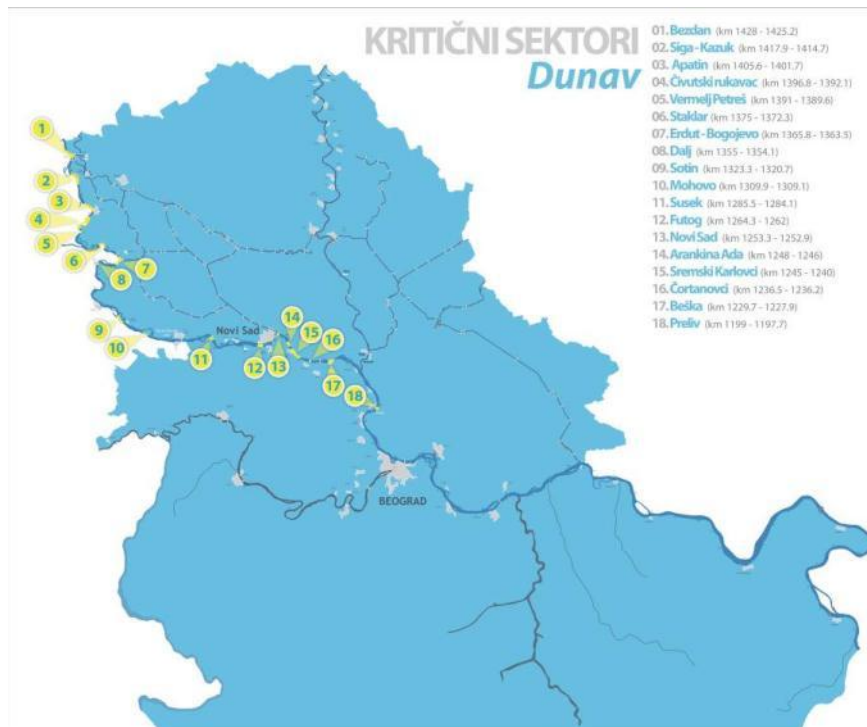 KRITIČNI SEKTORI
Dunav
01. Bezdan (km 1428 - 1425.2)
02. Siga - Kazuk (km 1417.9 - 1414.7)
03. Apatin (km 1405.6 - 1401.7)
04. Čivutski rukavac (km 1396.8 - 1392.1)
05. Vermelj Petreš (km 1391 - 1389.6)
06. Staklar (km 1375 - 1372.3)
07. Erdut - Bogojevo (km 1365.8 - 1363.5)
08. Dalj (km 1355 - 1354.1)
09. Sotin (km 1323.3 - 1320.7)
10. Mohovo (km 1309.9 - 1309.1)
11. Susek (km 1285.5 - 1284.1)
12. Futog (km 1264.3 - 1262)
13. Novi Sad (km 1253.3 - 1252.9)
14. Arankina Ada (km 1248 - 1246)
15. Sremski Karlovci (km 1245 - 1240)
16. Čortanovci (km 1236.5 - 1236.2)
17. Beška (km 1229.7 - 1227.9)
18. Preliv (km 1199 - 1197.7)
1
2
3
4
5
6
8
7
9
10
Novi Sad
14
15
16
11
12
13
17
18
BEOGRAD